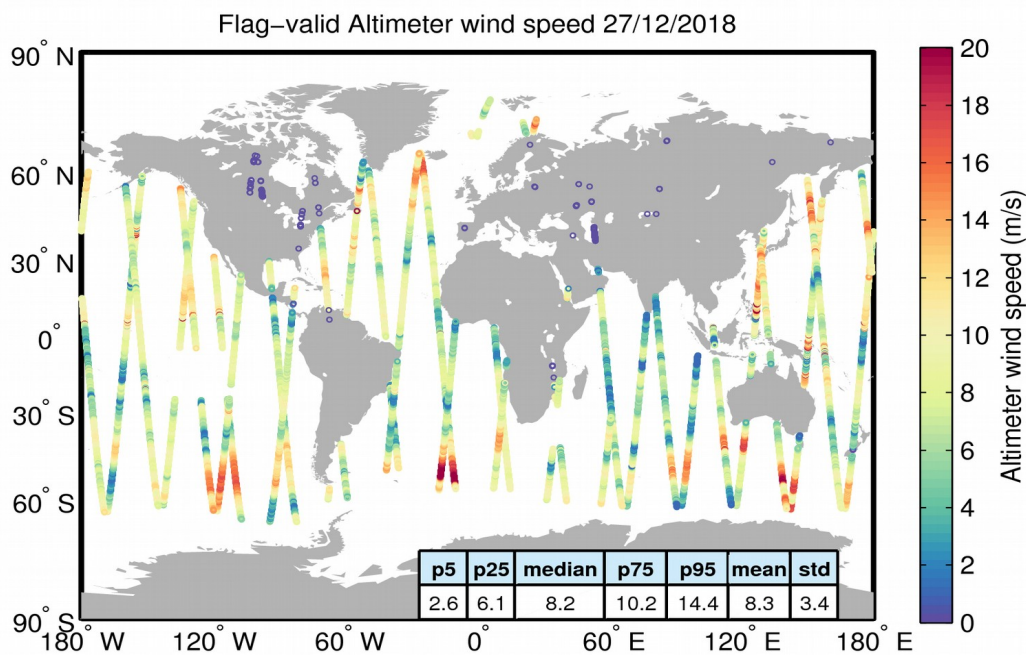 Flag-valid Altimeter wind speed 27/12/2018
90° N
60° N
30° N
0°
30° S
60° S
90° S
180° W
120° W
60° W
0°
60° E
120° E
180° E
p5 p25 median p75 p95 mean std
2.6 6.1 8.2 10.2 14.4 8.3 3.4
20
18
16
14
12
10
8
6
4
2
0
Altimeter wind speed (m/s)